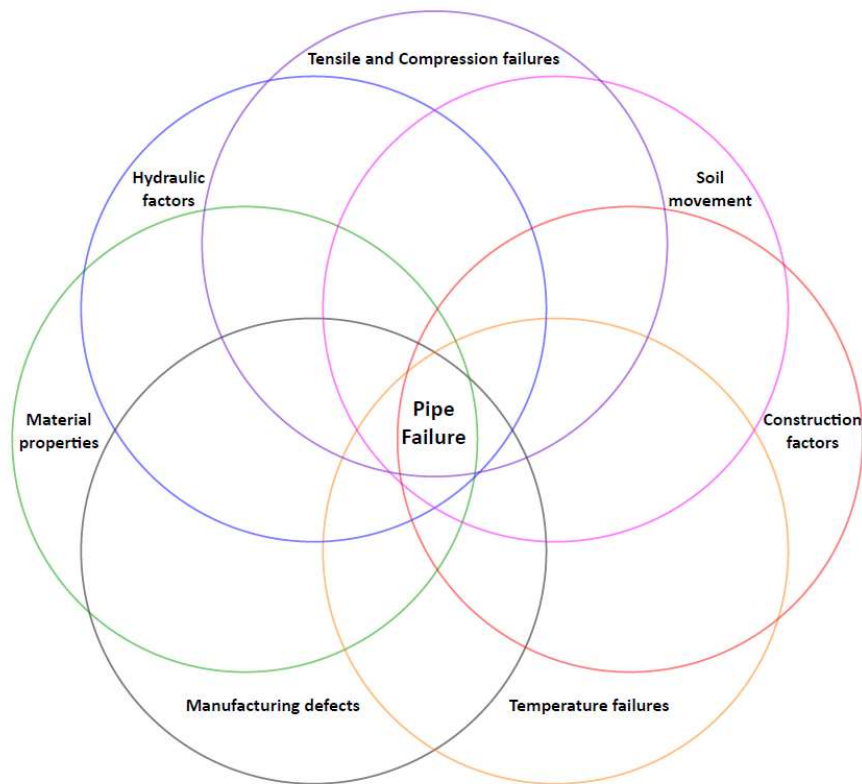 Tensile and Compression failures
Hydraulic
factors
Soil
movement
Material
properties
Pipe
Failure
Construction
factors
Manufacturing defects
Temperature failures